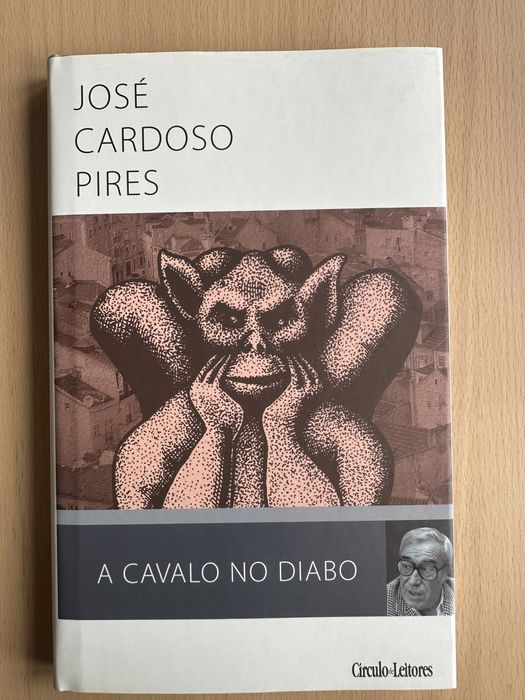 JOSÉ
CARDOSO
PIRES
A CAVALO NO DIABO
Círculo de Leitores